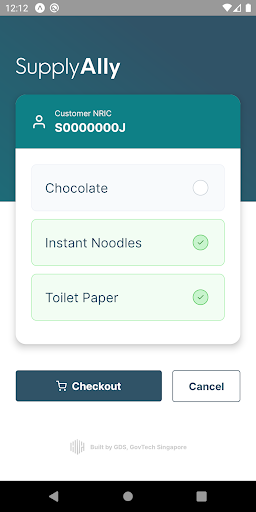 12:12
SupplyAlly
Customer NRIC
S0000000J
Chocolate
Instant Noodles
Toilet Paper
Checkout
Cancel
Built by GDS, GovTech Singapore